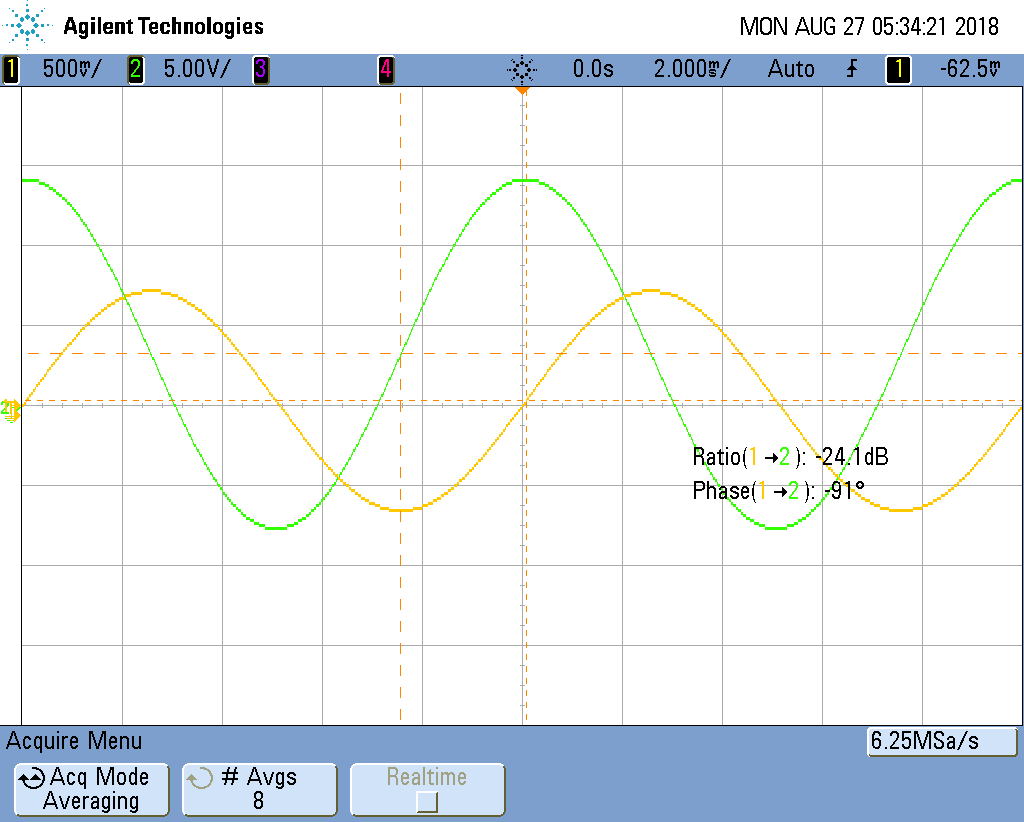 Agilent Technologies MON AUG 27 05:34:21 2018
1 500mV/ 2 5.00V/ 3 4 0.0s 2.000ms/ Auto 1 -62.5mV
2
Ratio(1→2): -24.1dB
Phase(1→2): -91°
Acquire Menu 6.25MSa/s
Acq Mode # Avgs Realtime
Averaging 8